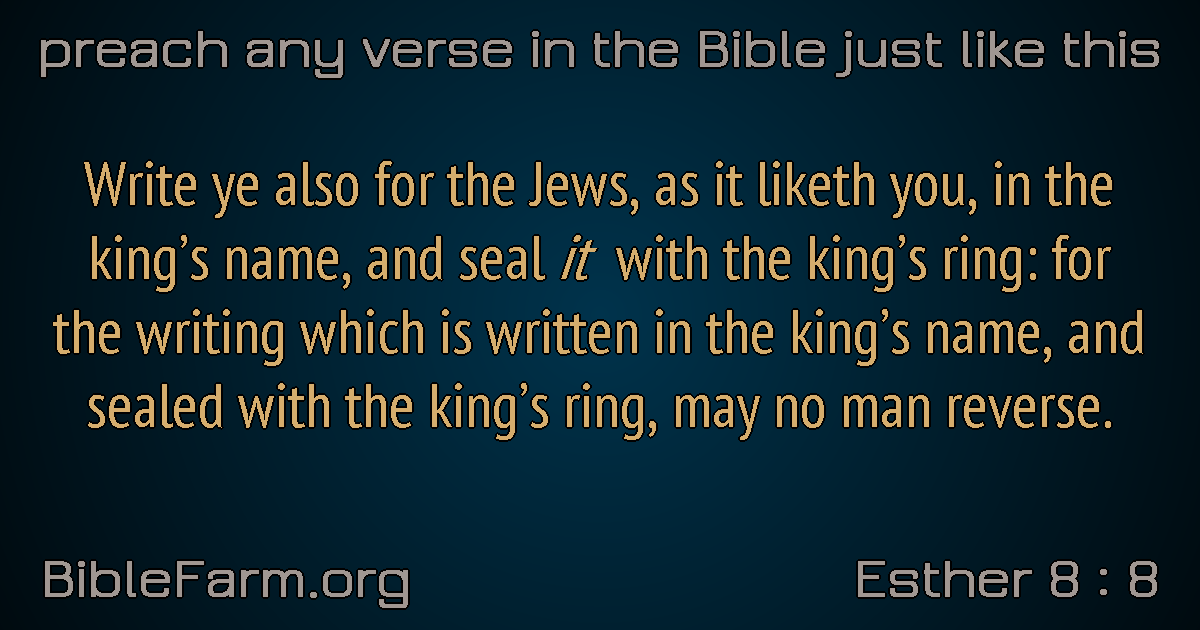 preach any verse in the Bible just like this
Write ye also for the Jews, as it liketh you, in the
king’s name, and seal it with the king’s ring: for
the writing which is written in the king’s name, and
sealed with the king’s ring, may no man reverse.
BibleFarm.org
Esther 8 : 8